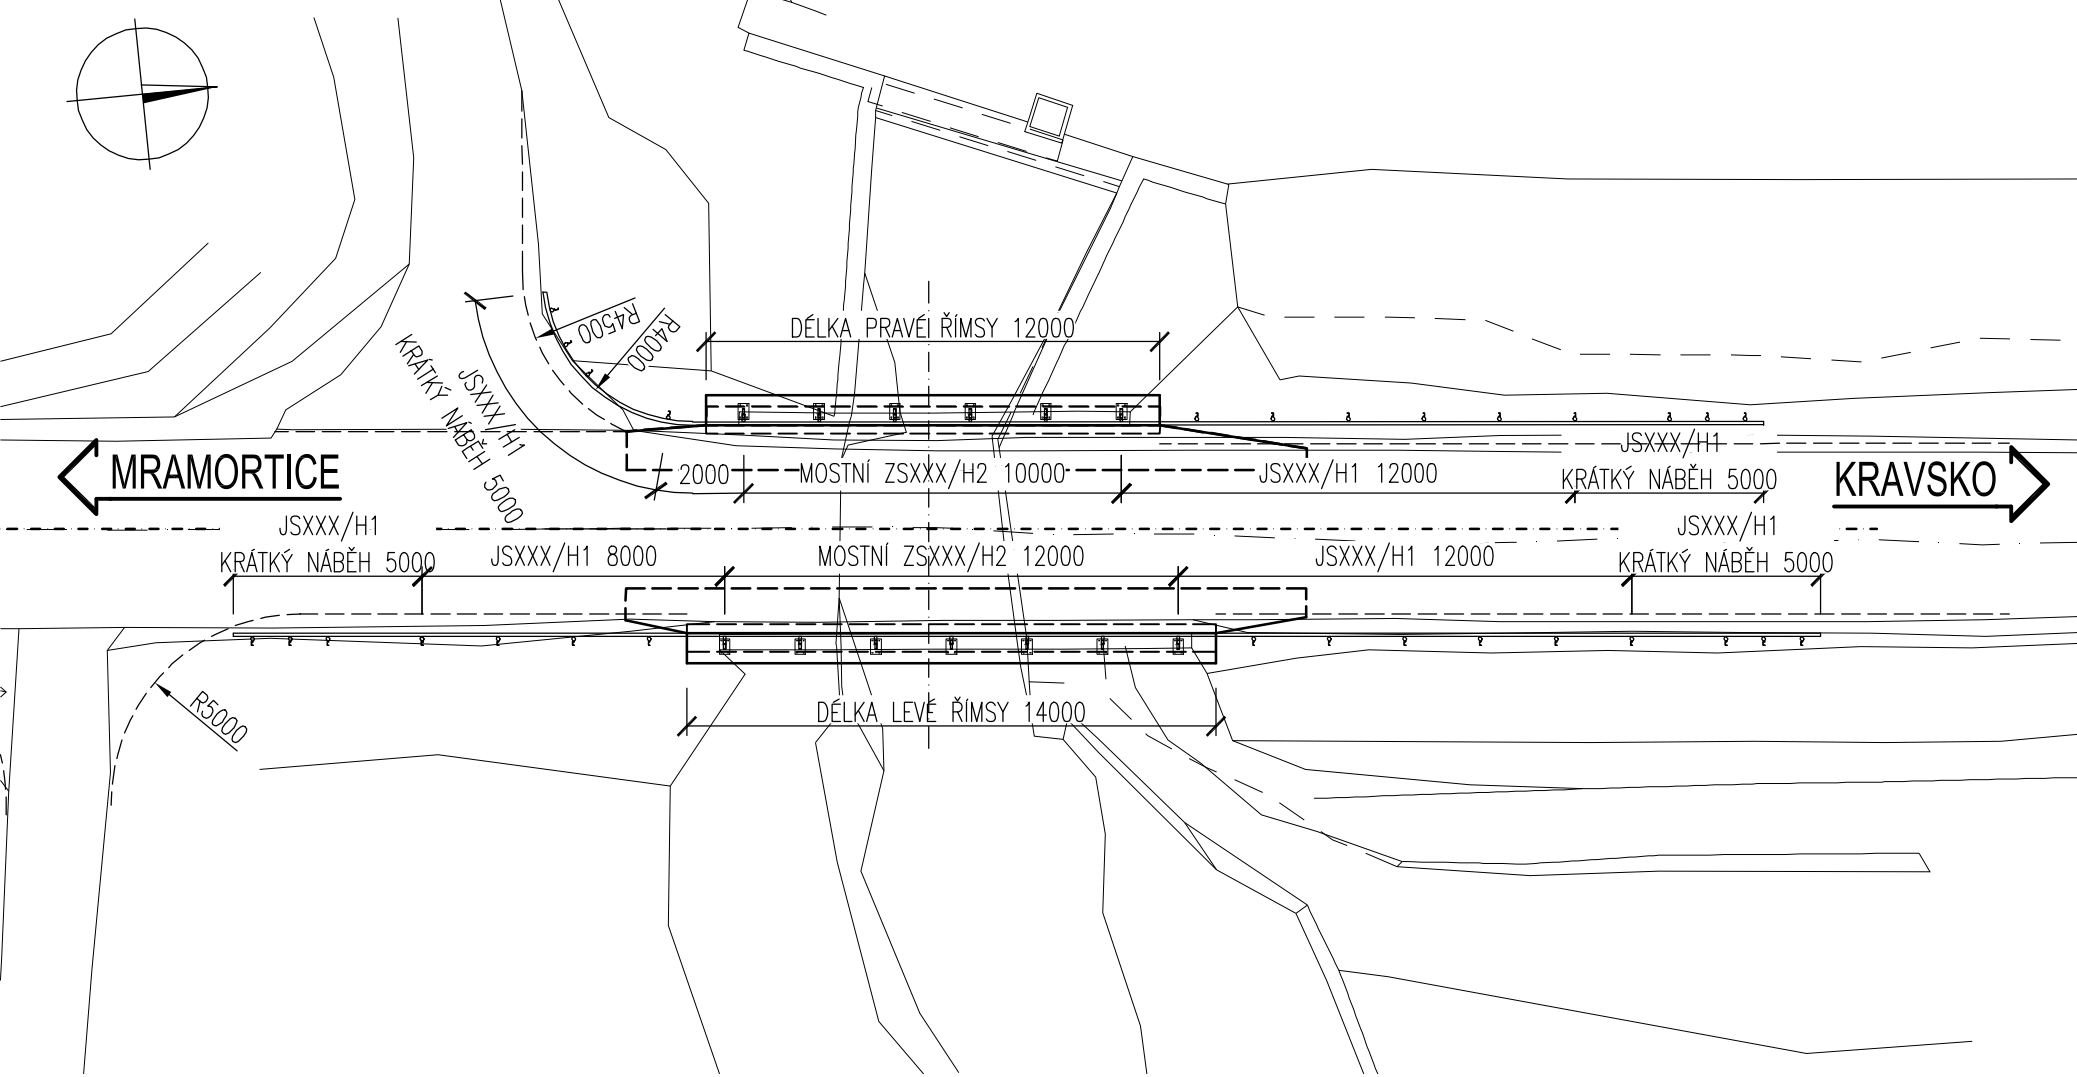 R4500
R4000
DÉLKA PRAVÉ ŘÍMSY 12000
JSXXX/H1
KRÁTKÝ NÁBĚH 5000
MRAMORTICE
2000
MOSTNÍ ZSXXX/H2 10000
JSXXX/H1 12000
JSXXX/H1
KRÁTKÝ NÁBĚH 5000
KRAVSKO
JSXXX/H1
KRÁTKÝ NÁBĚH 5000
JSXXX/H1 8000
MOSTNÍ ZSXXX/H2 12000
JSXXX/H1 12000
JSXXX/H1
KRÁTKÝ NÁBĚH 5000
R5000
DÉLKA LEVÉ ŘÍMSY 14000